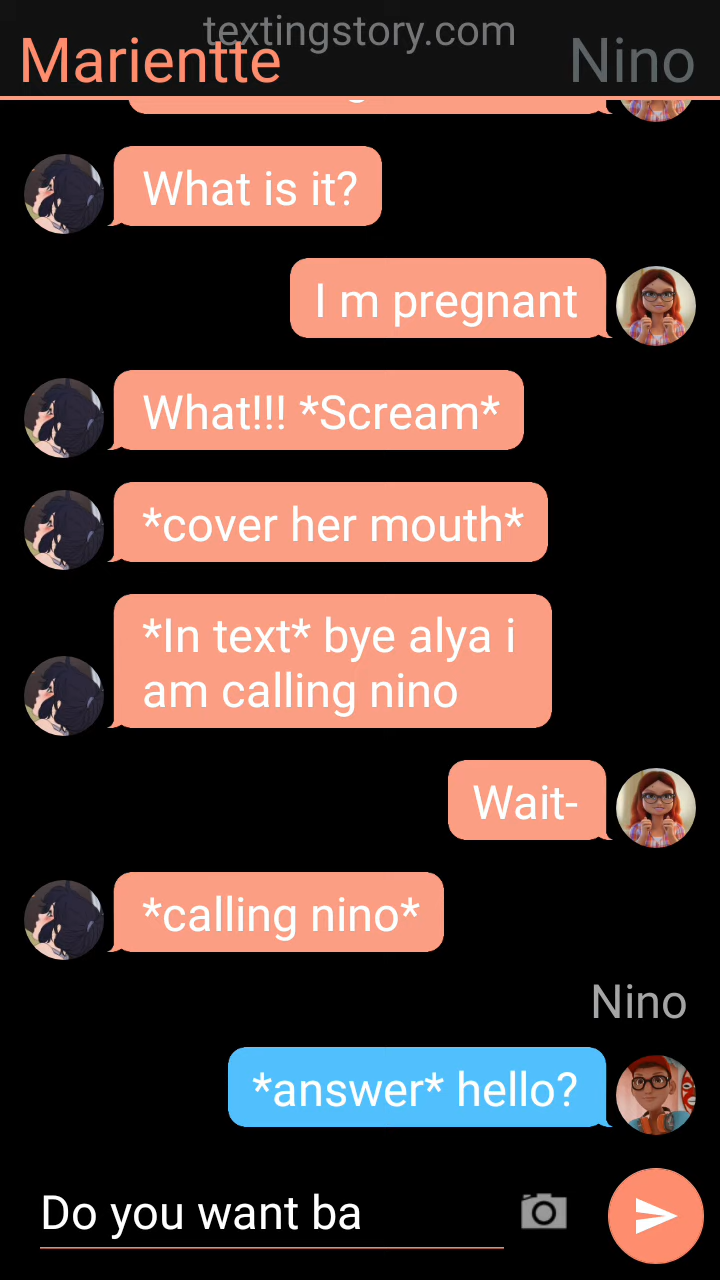 textingstory.com
Marientte
Nino
What is it?
I m pregnant
What!!! *Scream*
*cover her mouth*
*In text* bye alya i
am calling nino
Wait-
*calling nino*
Nino
*answer* hello?
Do you want ba